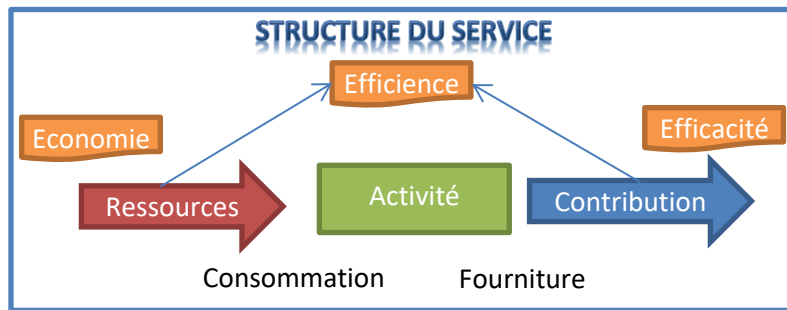 STRUCTURE DU SERVICE
Efficience
Economie
Efficacité
Ressources
Activité
Contribution
Consommation
Fourniture